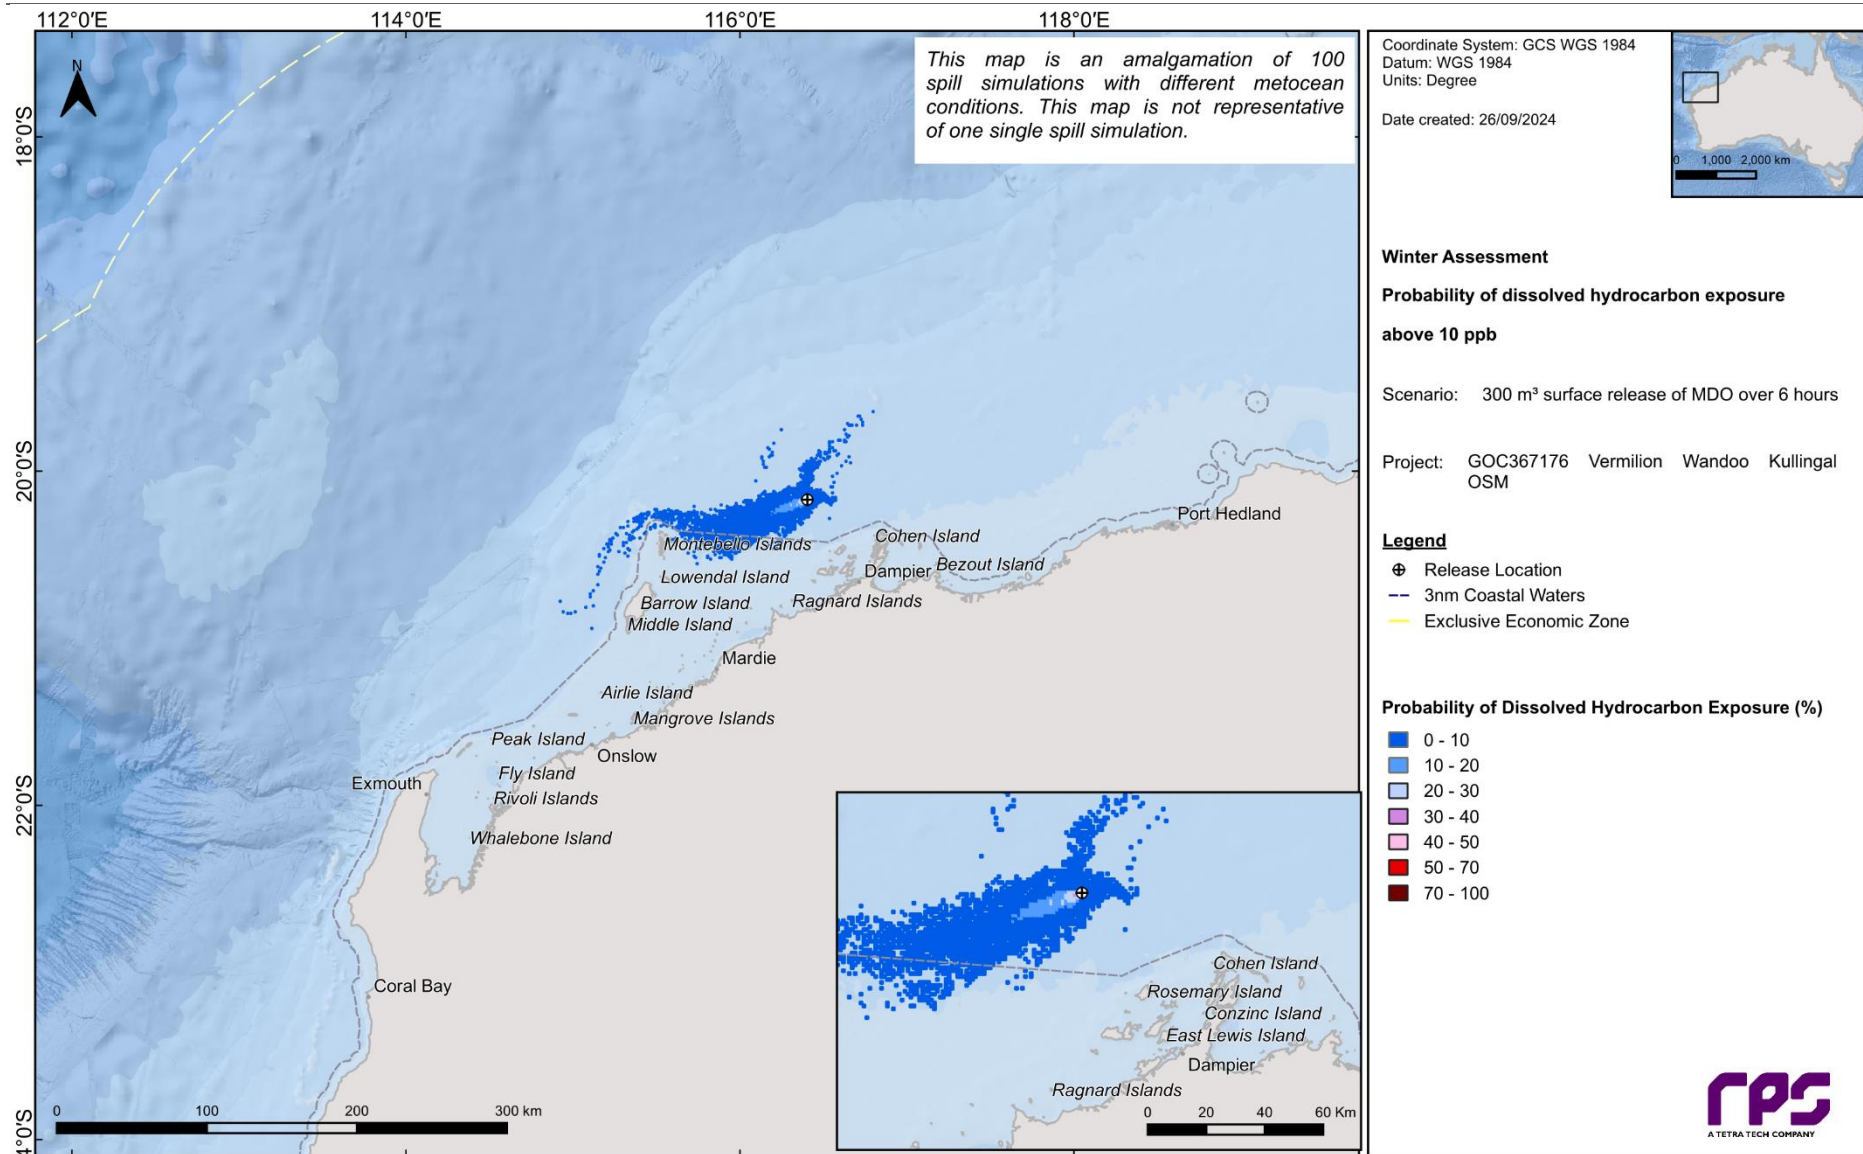 112°0′E
114°0′E
116°0′E
118°0′E
18°0′S
20°0′S
22°0′S
4°0′S
N
This map is an amalgamation of 100
spill simulations with different metocean
conditions. This map is not representative
of one single spill simulation.
Montebello Islands
Lowendal Island
Barrow Island
Middle Island
Cohen Island
Dampier
Bezout Island
Ragnard Islands
Port Hedland
Mardie
Airlie Island
Mangrove Islands
Peak Island
Onslow
Fly Island
Exmouth
Rivoli Islands
Whalebone Island
Coral Bay
0 100 200 300 km
Cohen Island
Rosemary Island
Conzinc Island
East Lewis Island
Dampier
Ragnard Islands
0 20 40 60 Km
Coordinate System: GCS WGS 1984
Datum: WGS 1984
Units: Degree
Date created: 26/09/2024
0 1,000 2,000 km
Winter Assessment
Probability of dissolved hydrocarbon exposure
above 10 ppb
Scenario: 300 m³ surface release of MDO over 6 hours
Project: GOC367176 Vermilion Wandoo Kullingal
OSM
Legend
Release Location
3nm Coastal Waters
Exclusive Economic Zone
Probability of Dissolved Hydrocarbon Exposure (%)
0 - 10
10 - 20
20 - 30
30 - 40
40 - 50
50 - 70
70 - 100
rps
A TETRA TECH COMPANY